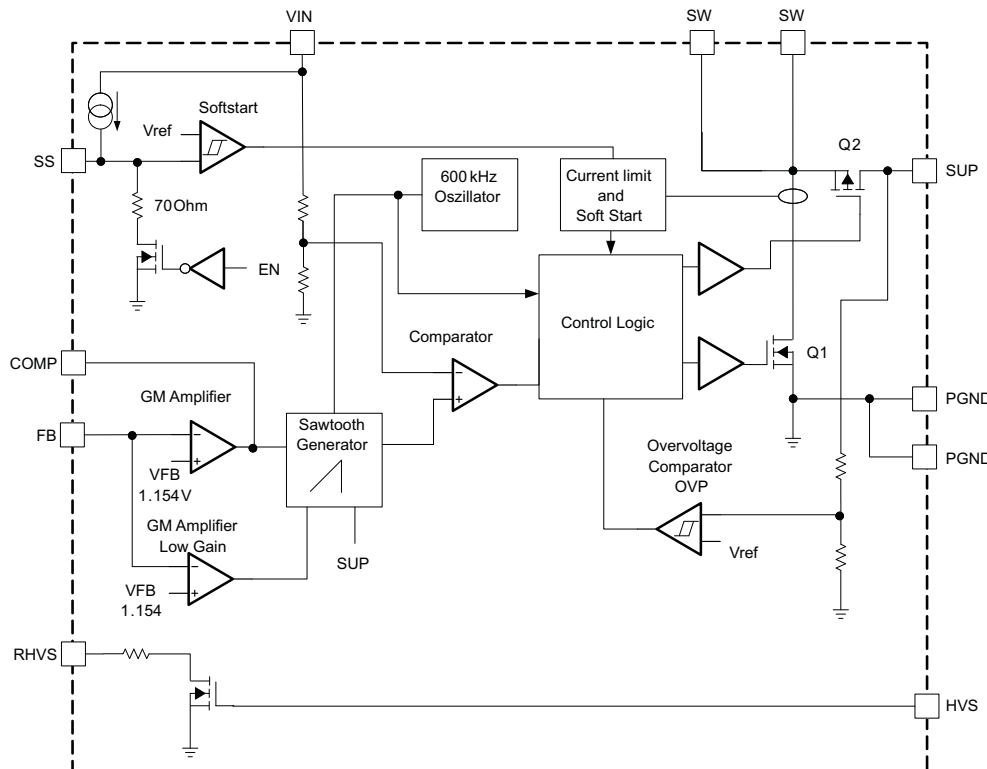 VIN
SW
SW
Softstart
Vref
SS
70 Ohm
EN
600 kHz
Oszillator
Current limit
and
Soft Start
Q2
SUP
Control Logic
Comparator
Q1
COMP
GM Amplifier
FB
VFB
1.154 V
Sawtooth
Generator
PGND
PGND
Overvoltage
Comparator
OVP
Vref
GM Amplifier
Low Gain
SUP
VFB
1.154
RHVS
HVS